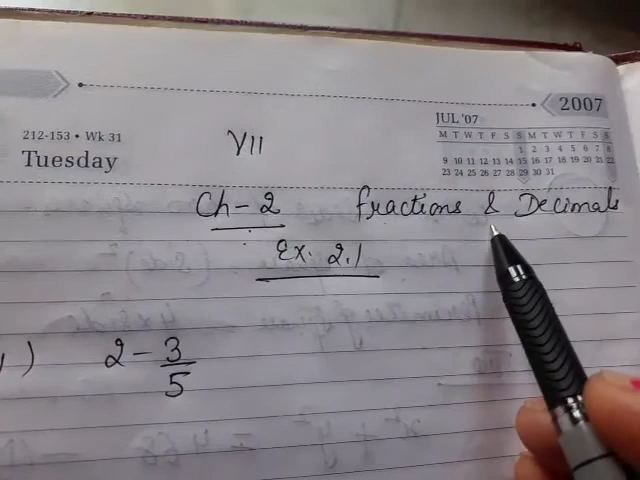 2007
212-153 • Wk 31
Tuesday
VII
JUL '07
M T W T F S S M T W T F S S
1 2 3 4 5 6 7 8
9 10 11 12 13 14 15 16 17 18 19 20 21 22
23 24 25 26 27 28 29 30 31
Ch-2 fractions & Decimals
Ex. 2.1
1) 2 - 3/5